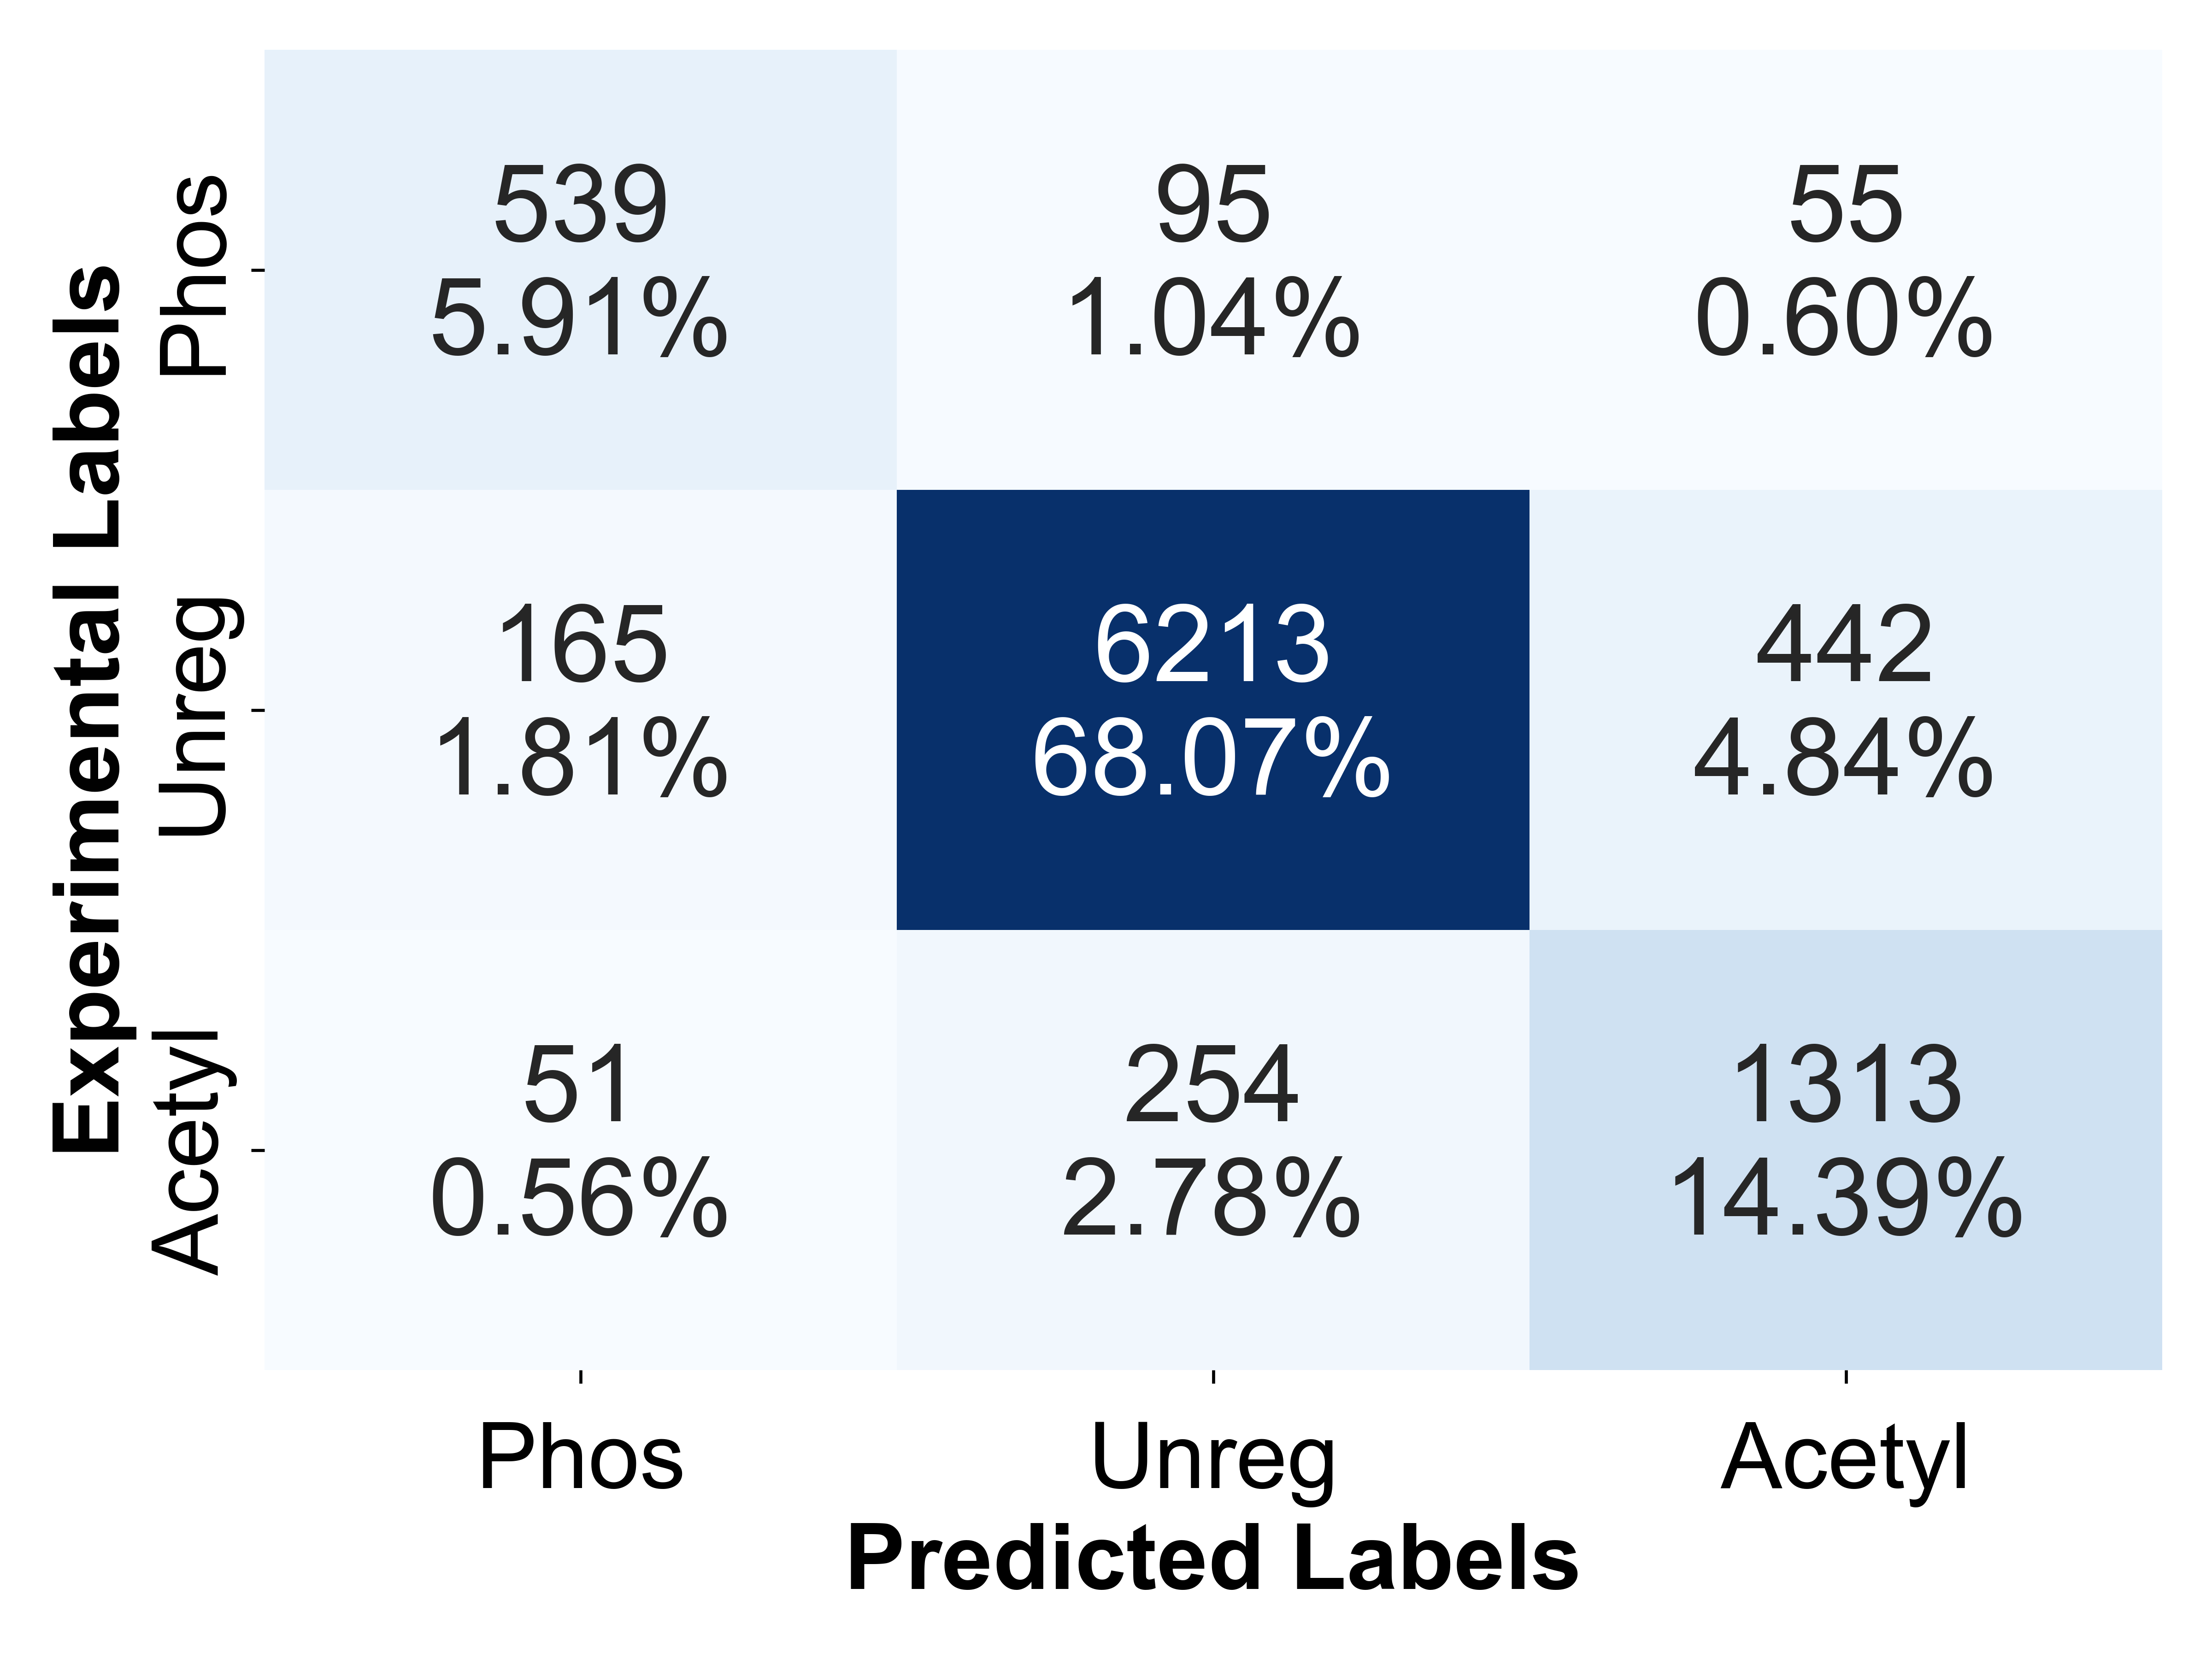 Experimental Labels
Phos
539
5.91%
95
1.04%
55
0.60%
Unreg
165
1.81%
6213
68.07%
442
4.84%
Acetyl
51
0.56%
254
2.78%
1313
14.39%
Phos
Unreg
Acetyl
Predicted Labels